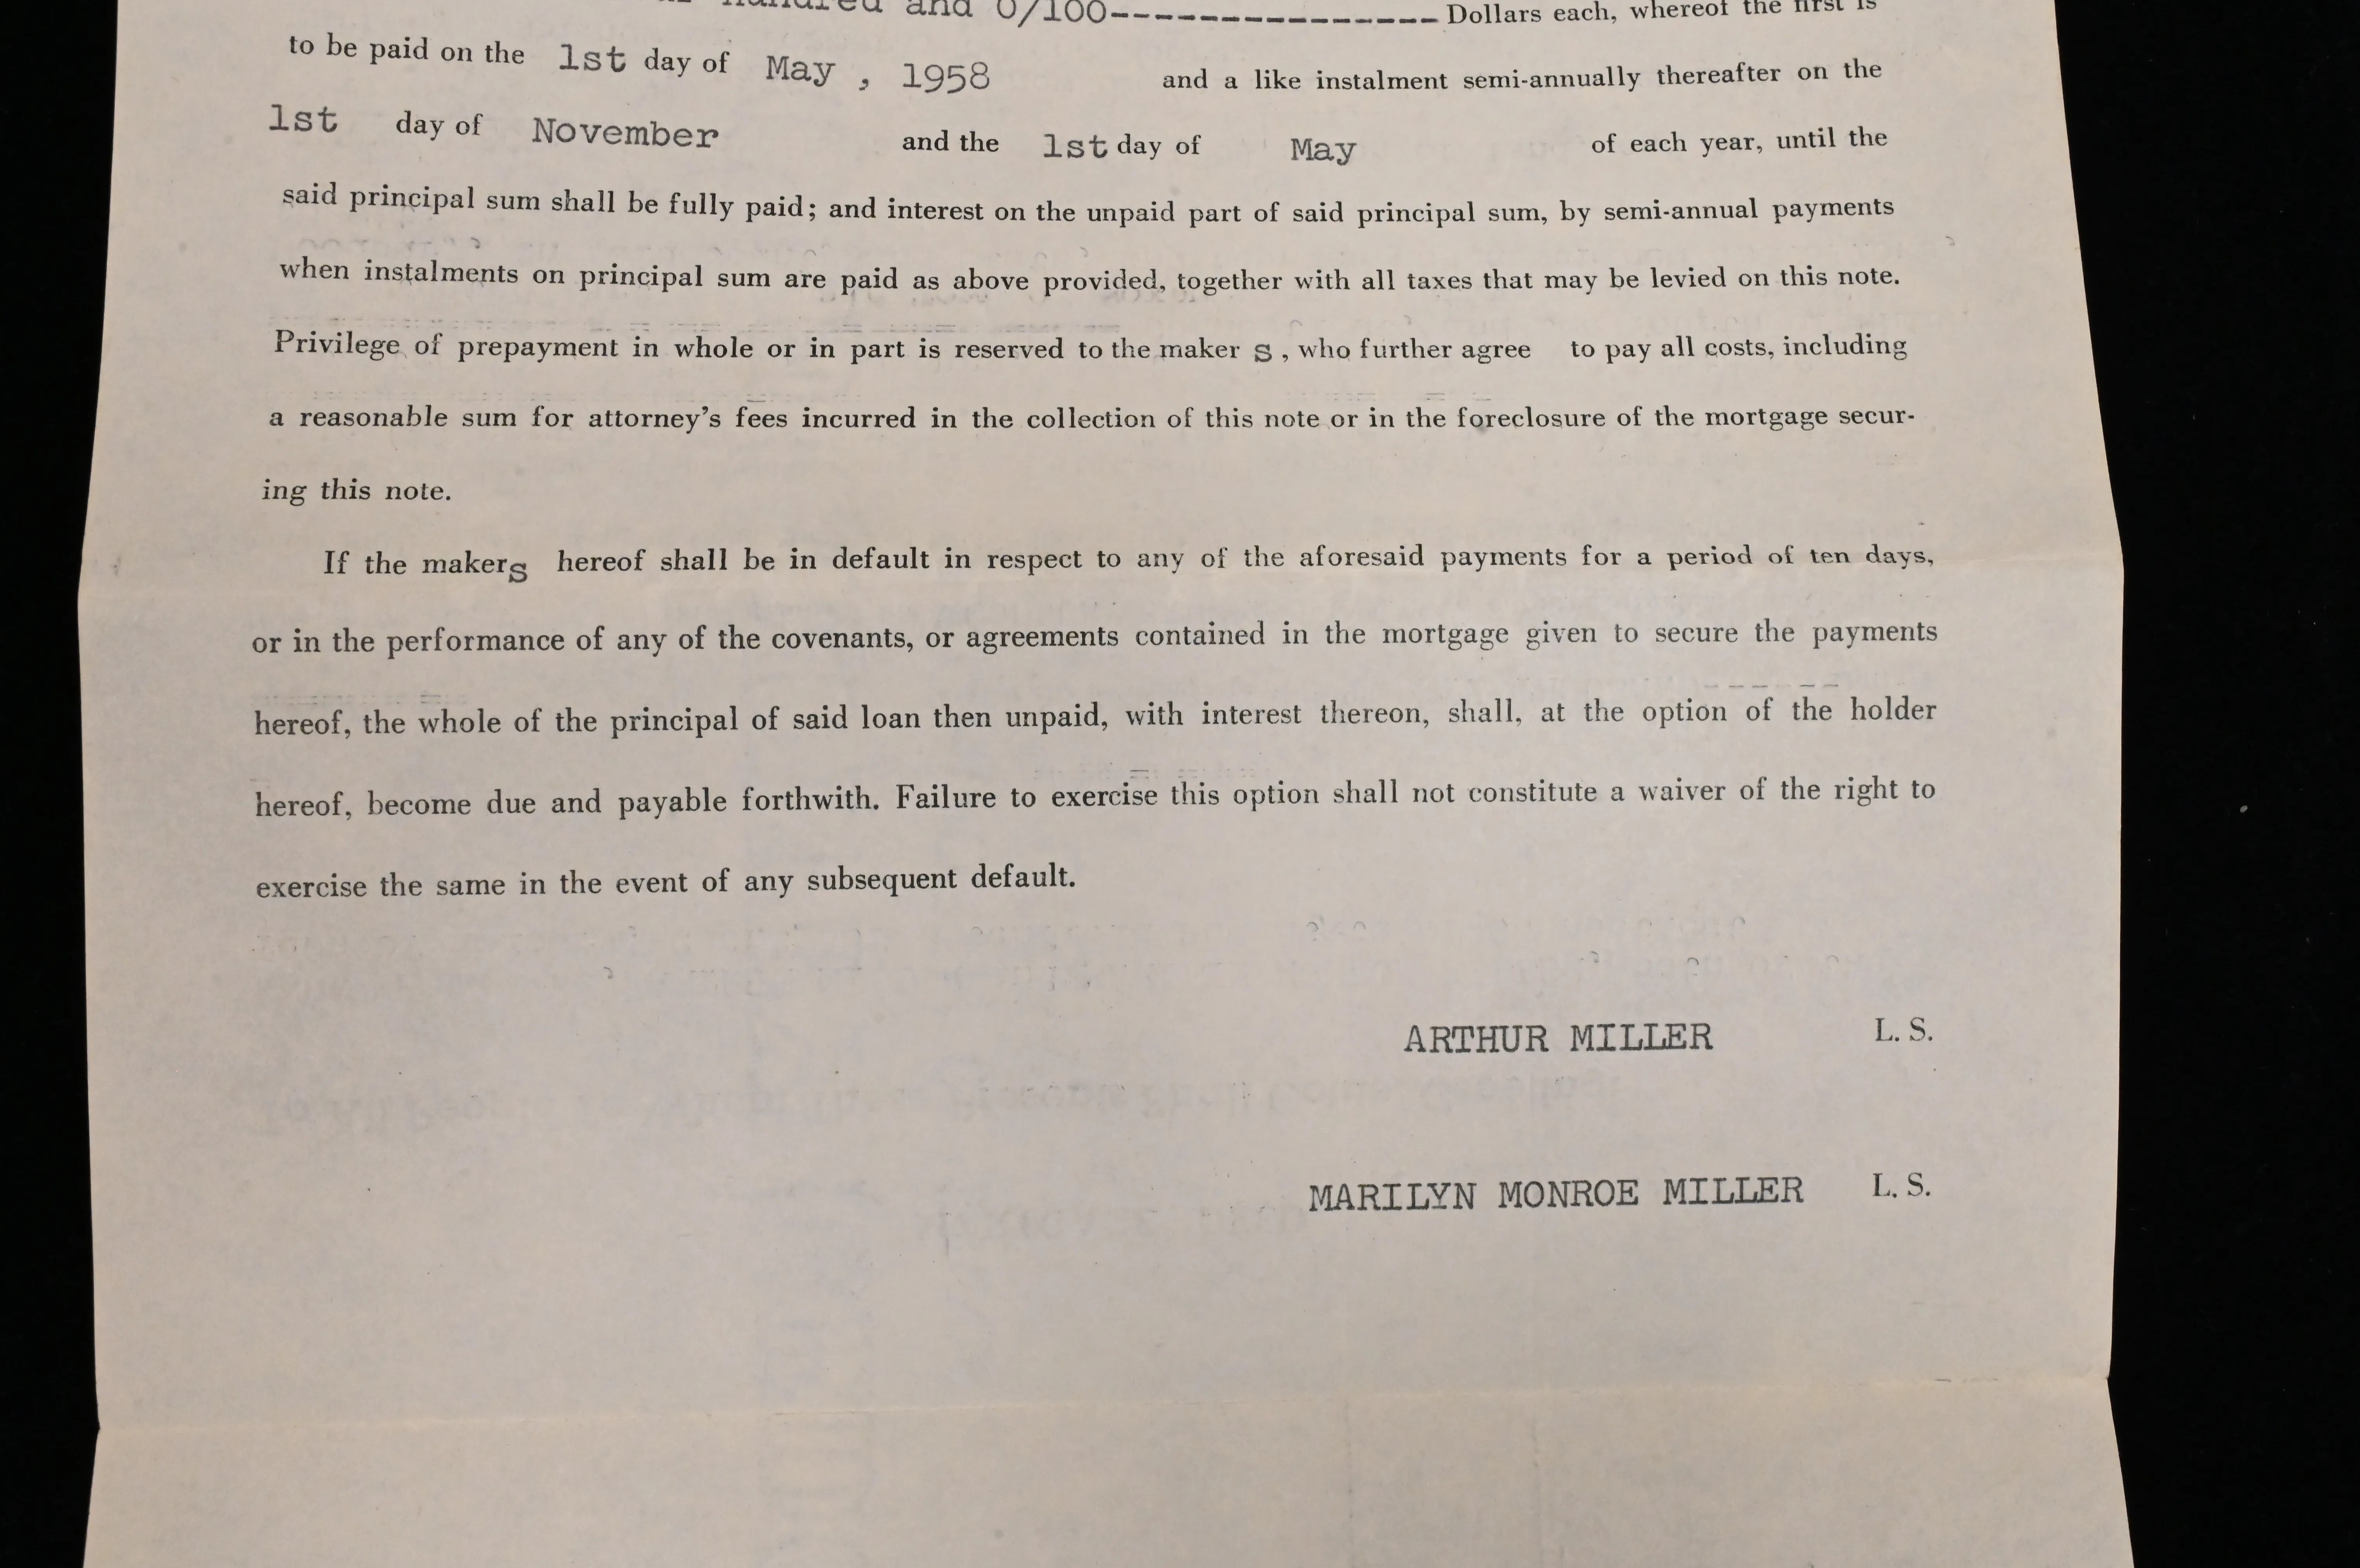 hundred and 0/100---------------- Dollars each, whereof the first is
to be paid on the 1st day of May , 1958 and a like instalment semi-annually thereafter on the
1st day of November and the 1st day of May of each year, until the
said principal sum shall be fully paid; and interest on the unpaid part of said principal sum, by semi-annual payments
when instalments on principal sum are paid as above provided, together with all taxes that may be levied on this note.
Privilege of prepayment in whole or in part is reserved to the maker s , who further agree to pay all costs, including
a reasonable sum for attorney's fees incurred in the collection of this note or in the foreclosure of the mortgage secur-
ing this note.
If the makers hereof shall be in default in respect to any of the aforesaid payments for a period of ten days,
or in the performance of any of the covenants, or agreements contained in the mortgage given to secure the payments
hereof, the whole of the principal of said loan then unpaid, with interest thereon, shall, at the option of the holder
hereof, become due and payable forthwith. Failure to exercise this option shall not constitute a waiver of the right to
exercise the same in the event of any subsequent default.
ARTHUR MILLER L. S.
MARILYN MONROE MILLER L. S.